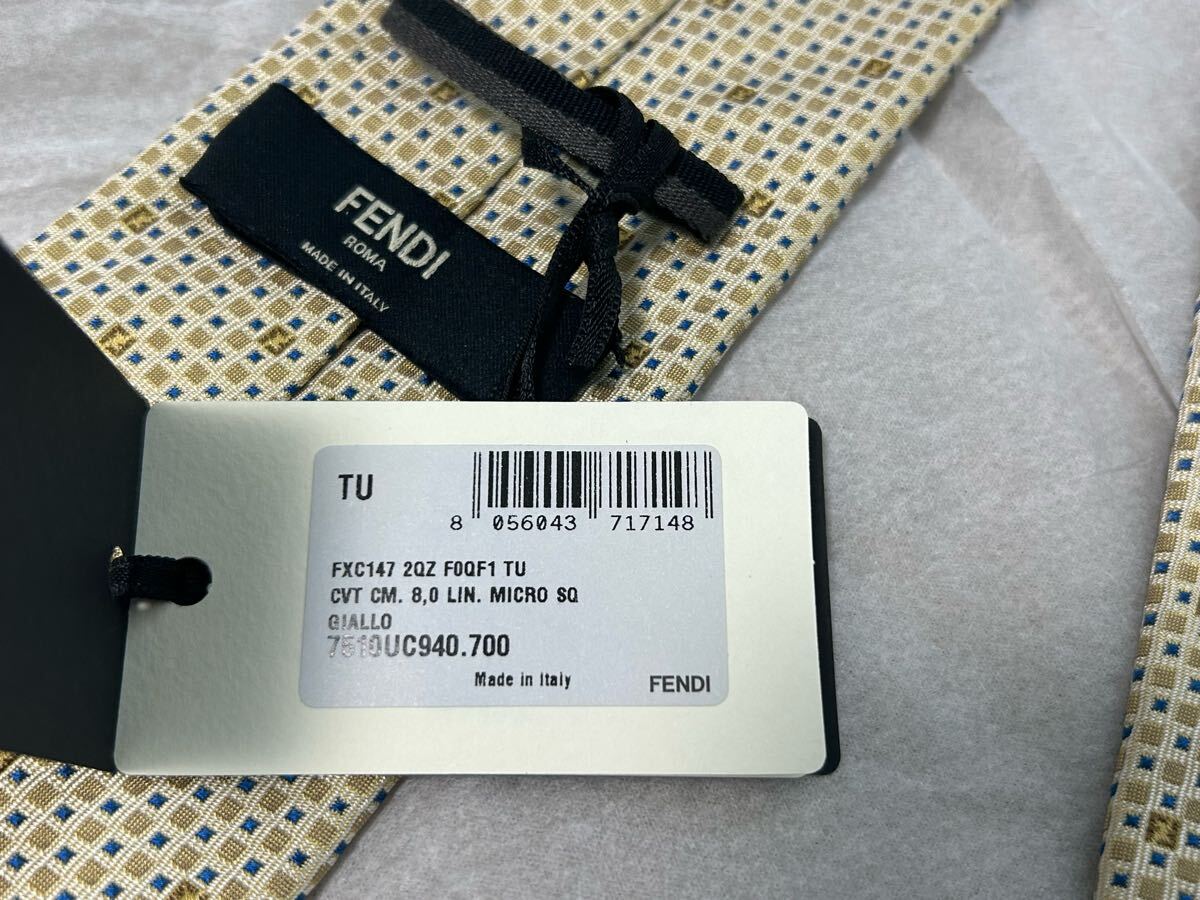 FENDI
ROMA
MADE IN ITALY
TU
8 056043 717148
FXC147 2QZ F0QF1 TU
CVT CM. 8,0 LIN. MICRO SQ
GIALLO
7510UC940.700
Made in Italy
FENDI